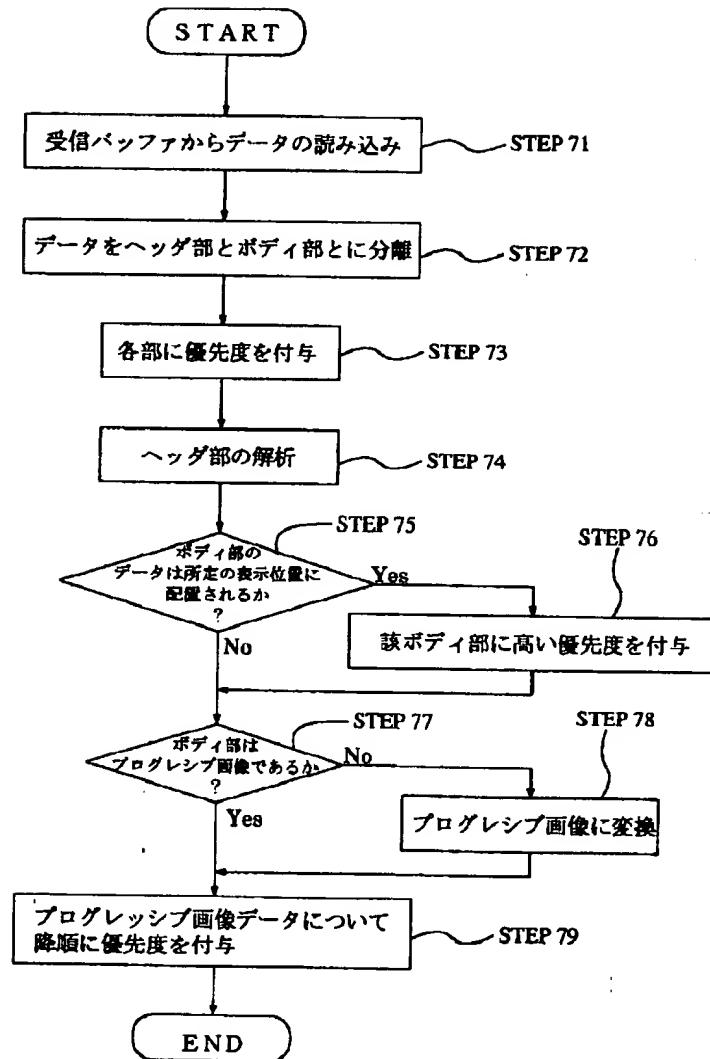 START
受信バッファからデータの読み込み
STEP 71
データをヘッダ部とボディ部とに分離
STEP 72
各部に優先度を付与
STEP 73
ヘッダ部の解析
STEP 74
STEP 75
ボディ部の
データは所定の表示位置に
配置されるか
?
Yes
No
STEP 76
該ボディ部に高い優先度を付与
STEP 77
ボディ部は
プログレシブ画像であるか
?
No
Yes
STEP 78
プログレシブ画像に変換
プログレッシブ画像データについて
降順に優先度を付与
STEP 79
END